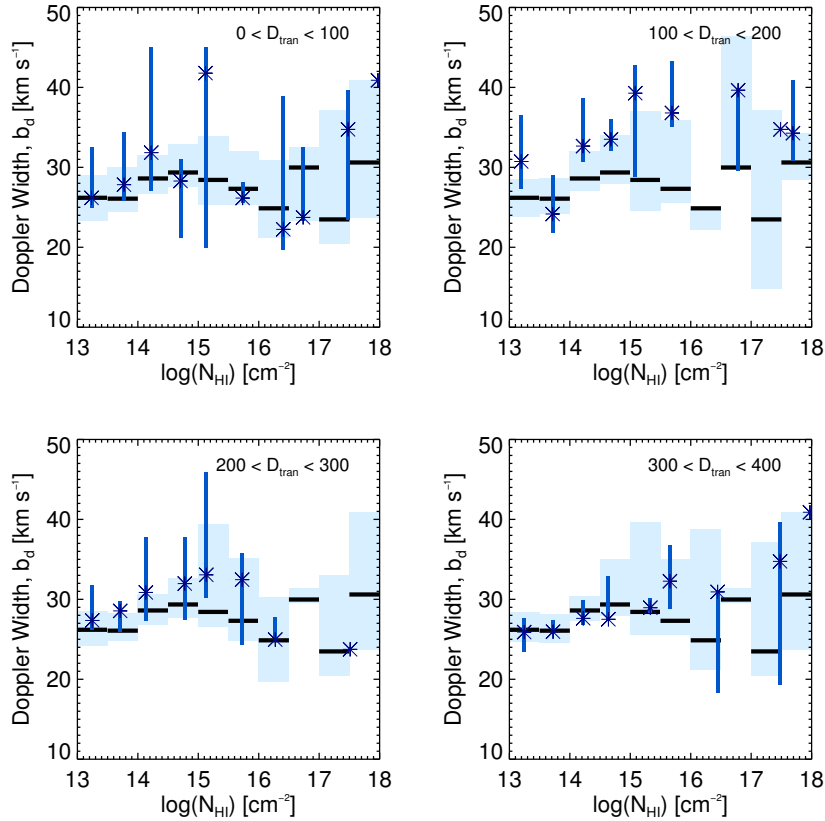 50
40
30
20
10
Doppler Width, b_d [km s⁻¹]
0 < D_tran < 100
13 14 15 16 17 18
log(N_HI) [cm⁻²]
50
40
30
20
10
Doppler Width, b_d [km s⁻¹]
100 < D_tran < 200
13 14 15 16 17 18
log(N_HI) [cm⁻²]
50
40
30
20
10
Doppler Width, b_d [km s⁻¹]
200 < D_tran < 300
13 14 15 16 17 18
log(N_HI) [cm⁻²]
50
40
30
20
10
Doppler Width, b_d [km s⁻¹]
300 < D_tran < 400
13 14 15 16 17 18
log(N_HI) [cm⁻²]